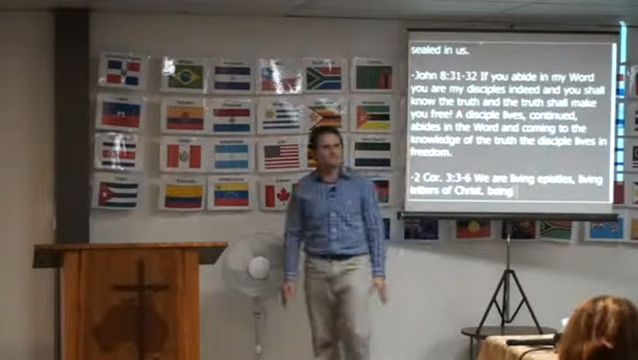 sealed in us.
-John 8:31-32 If you abide in my Word
you are my disciples indeed and you shall
know the truth and the truth shall make
you free! A disciple lives, continued,
abides in the Word and coming to the
knowledge of the truth the disciple lives in
freedom.
-2 Cor. 3:3-6 We are living epistles, living
letters of Christ, being